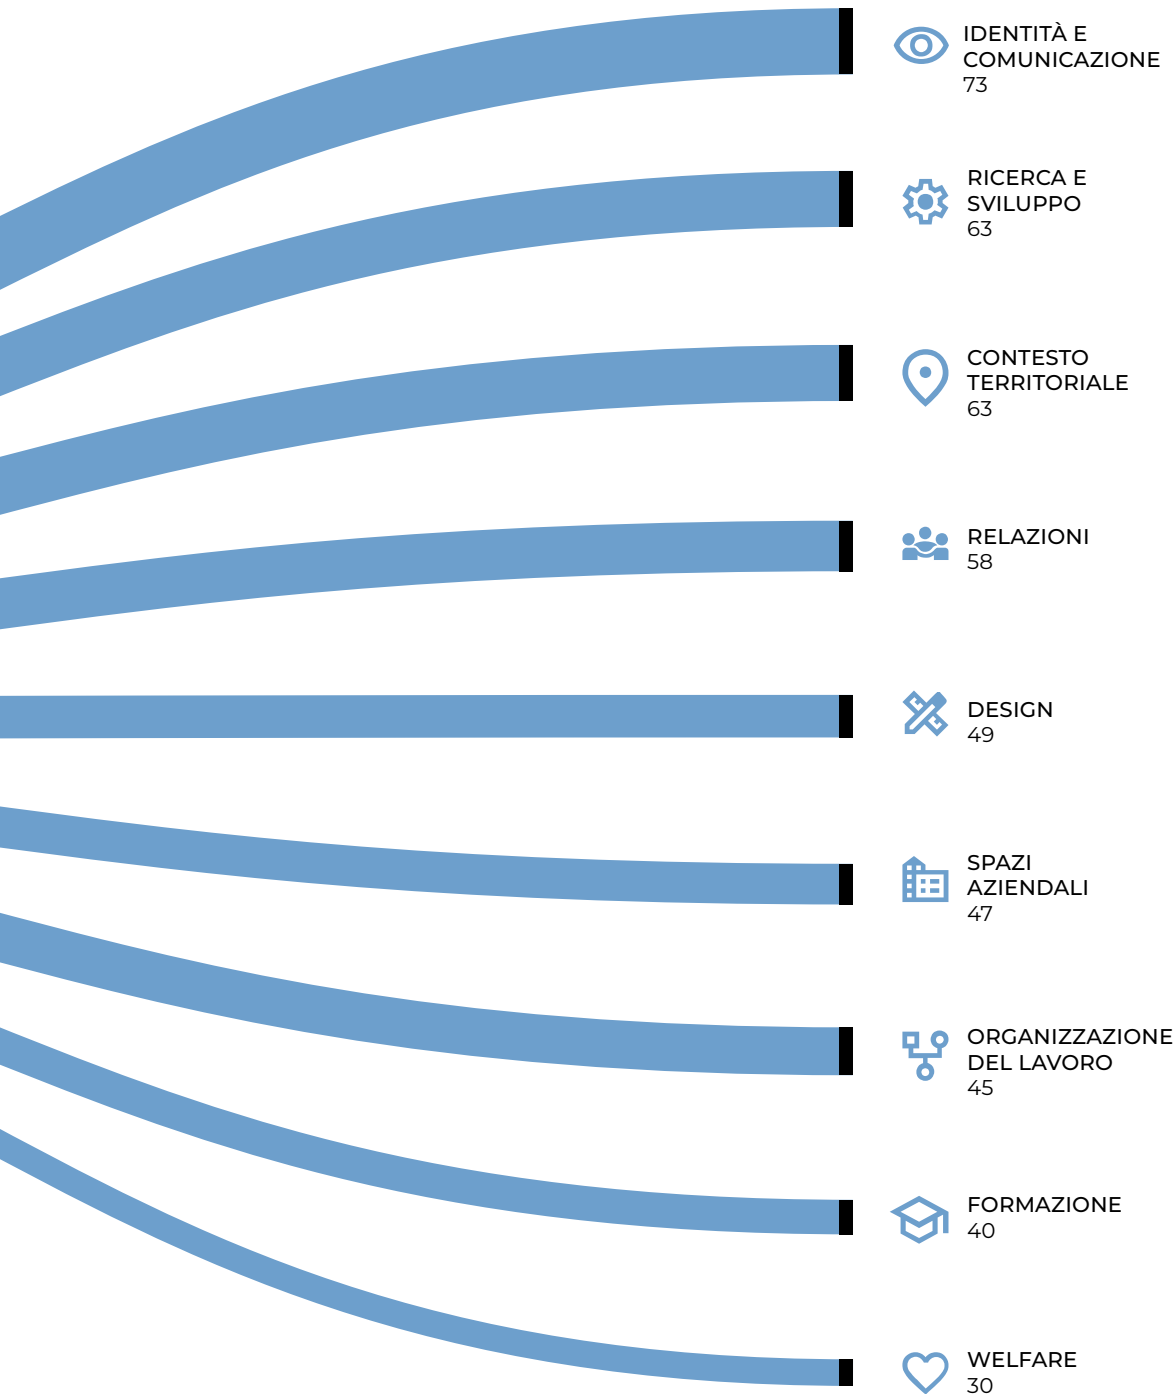 IDENTITÀ E
COMUNICAZIONE
73
RICERCA E
SVILUPPO
63
CONTESTO
TERRITORIALE
63
RELAZIONI
58
DESIGN
49
SPAZI
AZIENDALI
47
ORGANIZZAZIONE
DEL LAVORO
45
FORMAZIONE
40
WELFARE
30